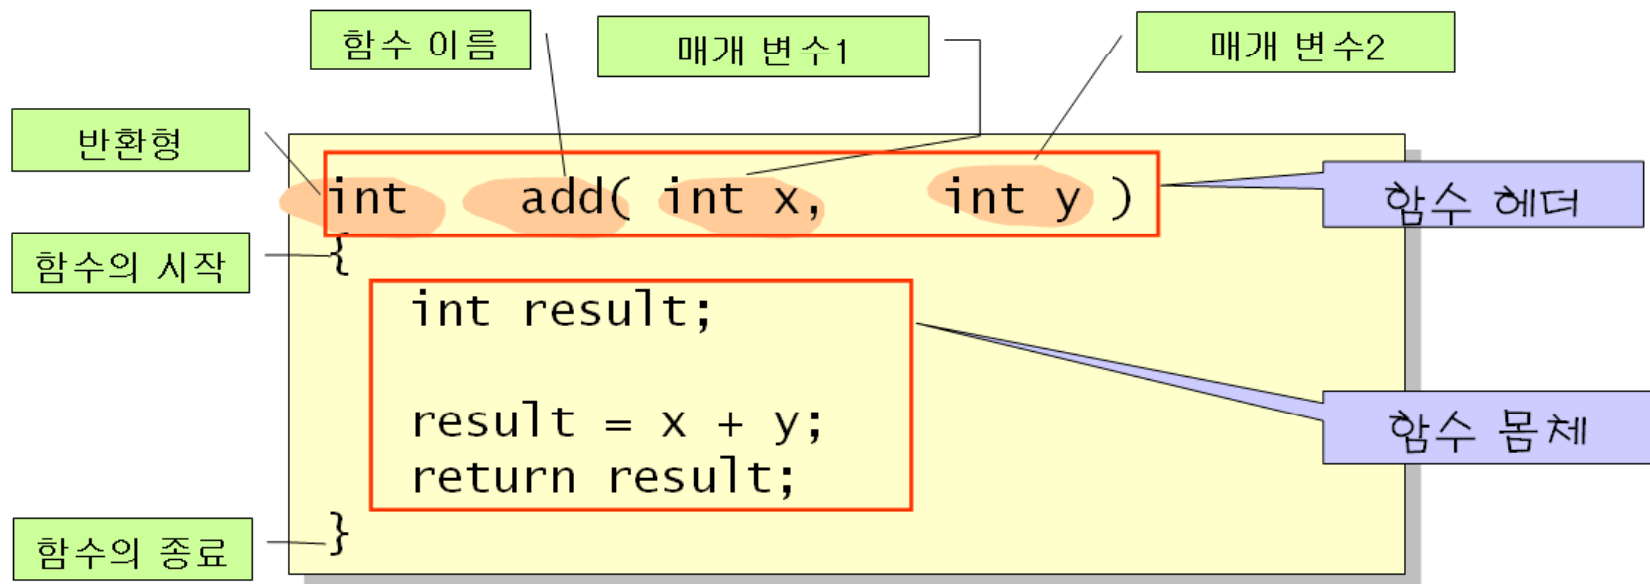 함수 이름
매개 변수1
매개 변수2
반환형
int add( int x, int y )
함수 헤더
함수의 시작
{
int result;
result = x + y;
return result;
함수 몸체
}
함수의 종료